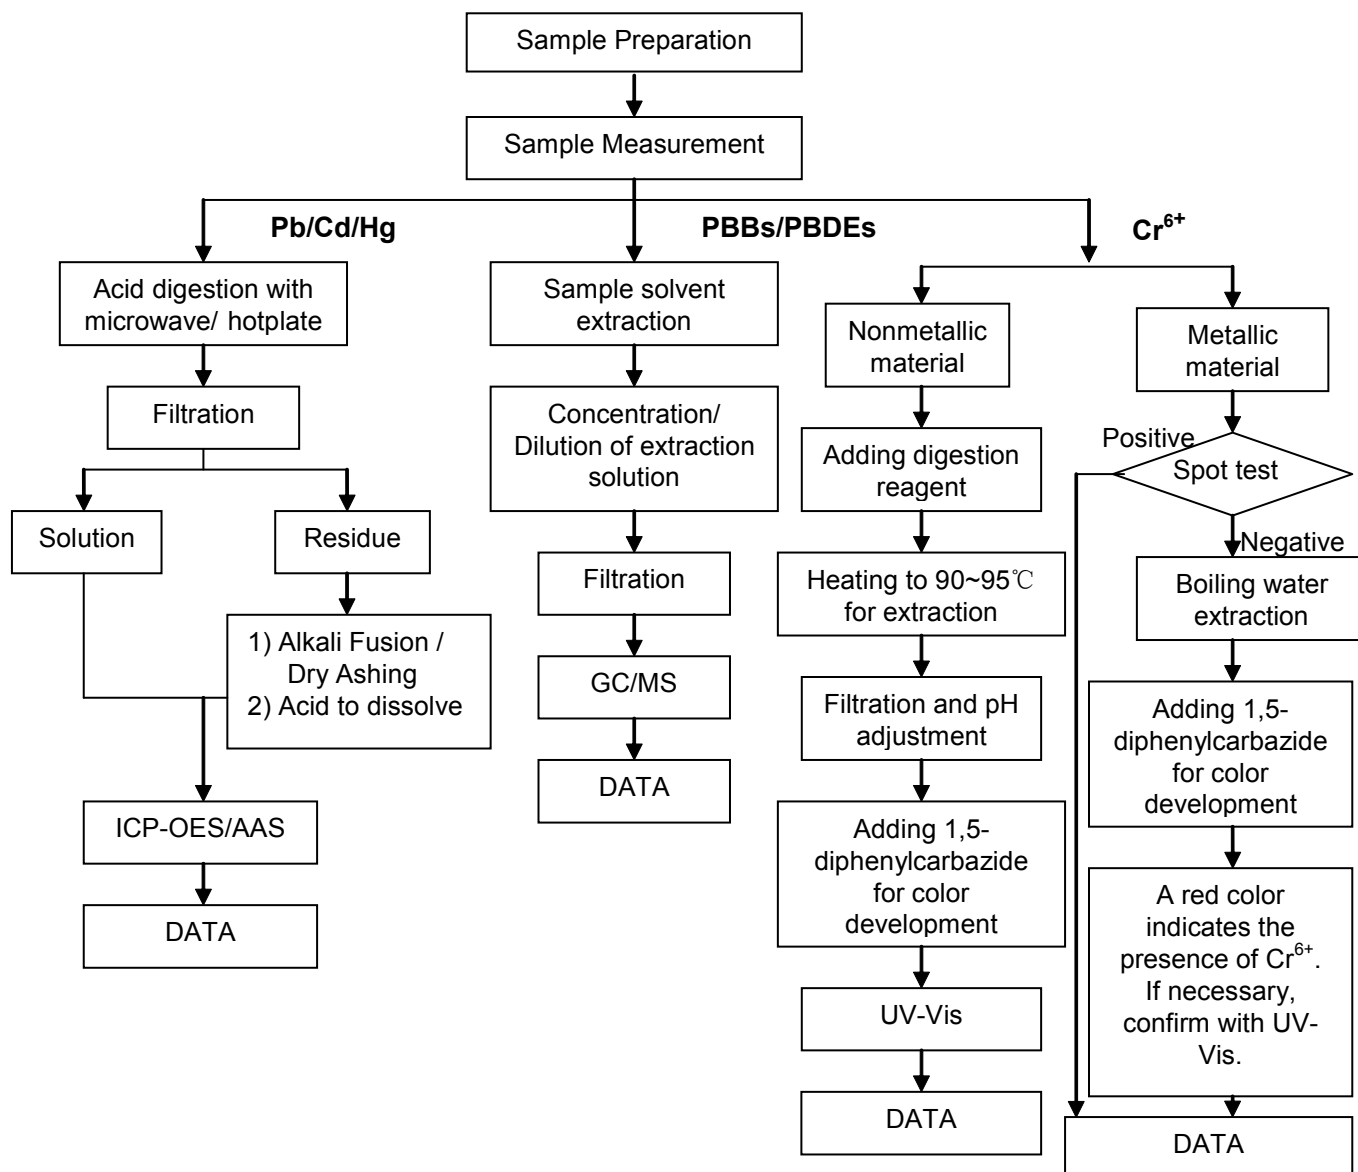 Sample Preparation
Sample Measurement
Pb/Cd/Hg
PBBs/PBDEs
Cr6+
Acid digestion with
microwave/ hotplate
Filtration
Solution
Residue
1) Alkali Fusion /
Dry Ashing
2) Acid to dissolve
ICP-OES/AAS
DATA
Sample solvent
extraction
Concentration/
Dilution of extraction
solution
Filtration
GC/MS
DATA
Nonmetallic
material
Adding digestion
reagent
Heating to 90~95℃
for extraction
Filtration and pH
adjustment
Adding 1,5-
diphenylcarbazide
for color
development
UV-Vis
DATA
Metallic
material
Positive
Spot test
Negative
Boiling water
extraction
Adding 1,5-
diphenylcarbazide
for color
development
A red color
indicates the
presence of Cr6+.
If necessary,
confirm with UV-
Vis.
DATA